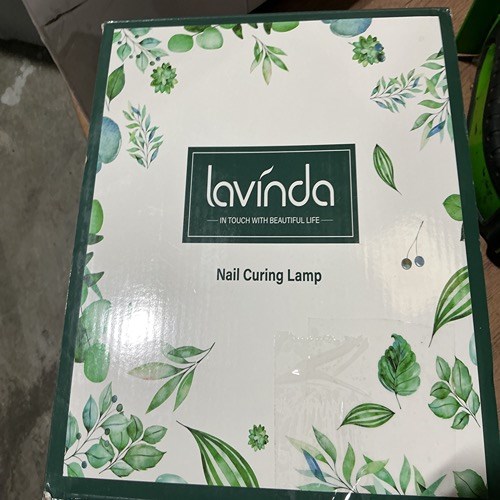 lavinda
IN TOUCH WITH BEAUTIFUL LIFE
Nail Curing Lamp